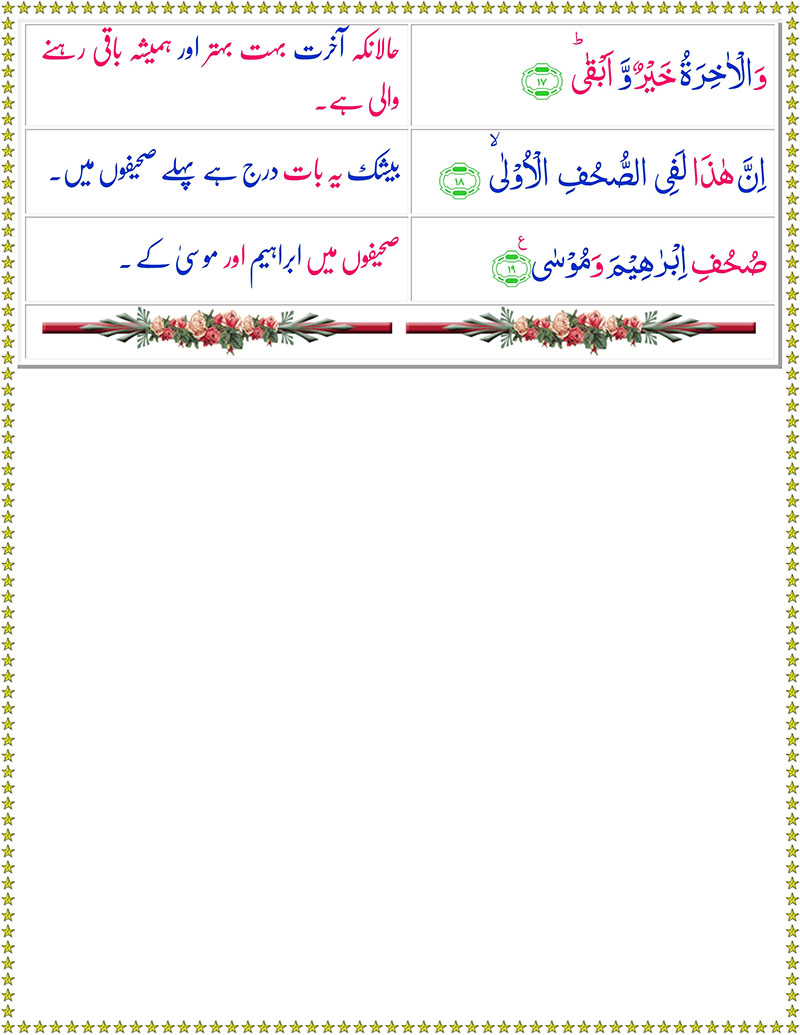 وَالْاٰخِرَةُ خَيْرٌ وَّ اَبْقٰى ؕ ۝۱۷
حالانکہ آخرت بہت بہتر اور ہمیشہ باقی رہنے
والی ہے۔
اِنَّ هٰذَا لَفِى الصُّحُفِ الْاُوْلٰى ۙ ۝۱۸
بیشک یہ بات درج ہے پہلے صحیفوں میں۔
صُحُفِ اِبْرٰهِيْمَ وَمُوْسٰى ع ۝۱۹
صحیفوں میں ابراہیم اور موسیٰ کے ۔